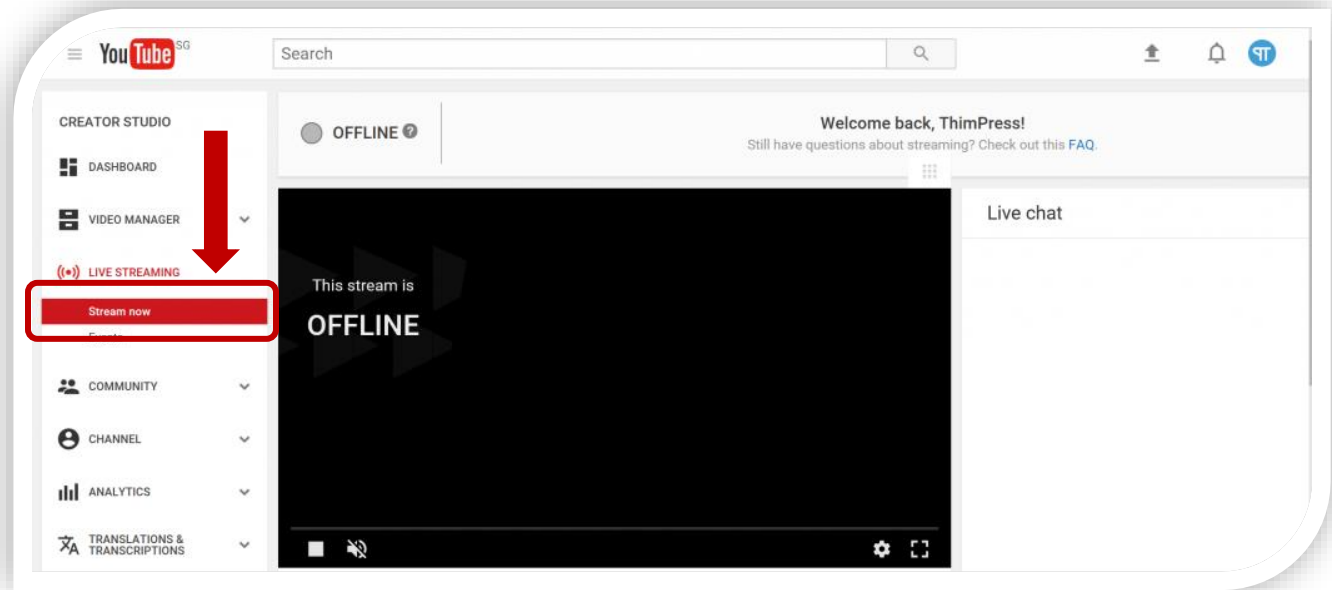 YouTube SG
Search
CREATOR STUDIO
DASHBOARD
VIDEO MANAGER
LIVE STREAMING
Stream now
COMMUNITY
CHANNEL
ANALYTICS
TRANSLATIONS &
TRANSCRIPTIONS
OFFLINE
Welcome back, ThimPress!
Still have questions about streaming? Check out this FAQ.
This stream is
OFFLINE
Live chat